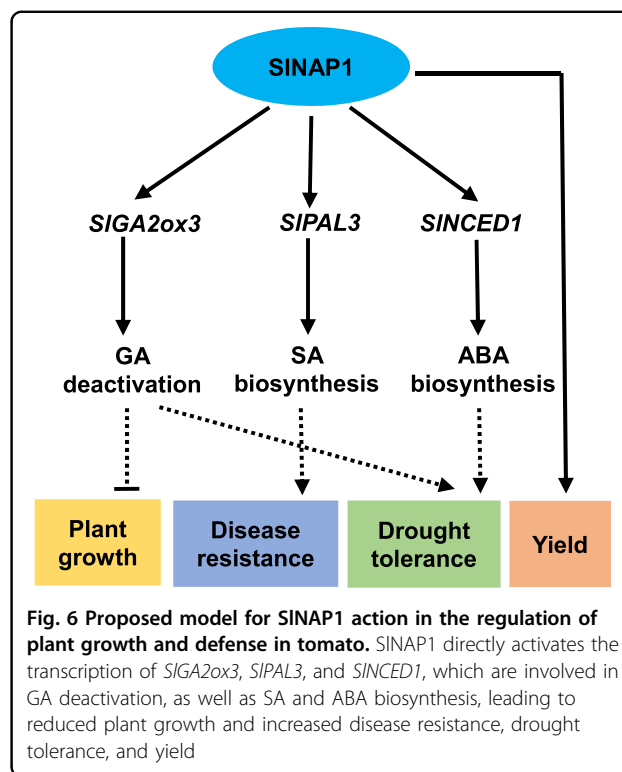 SlNAP1
SlGA2ox3 SlPAL3 SlNCED1
GA SA ABA
deactivation biosynthesis biosynthesis
Plant Disease Drought Yield
growth resistance tolerance
Fig. 6 Proposed model for SlNAP1 action in the regulation of
plant growth and defense in tomato. SlNAP1 directly activates the
transcription of SlGA2ox3, SlPAL3, and SlNCED1, which are involved in
GA deactivation, as well as SA and ABA biosynthesis, leading to
reduced plant growth and increased disease resistance, drought
tolerance, and yield